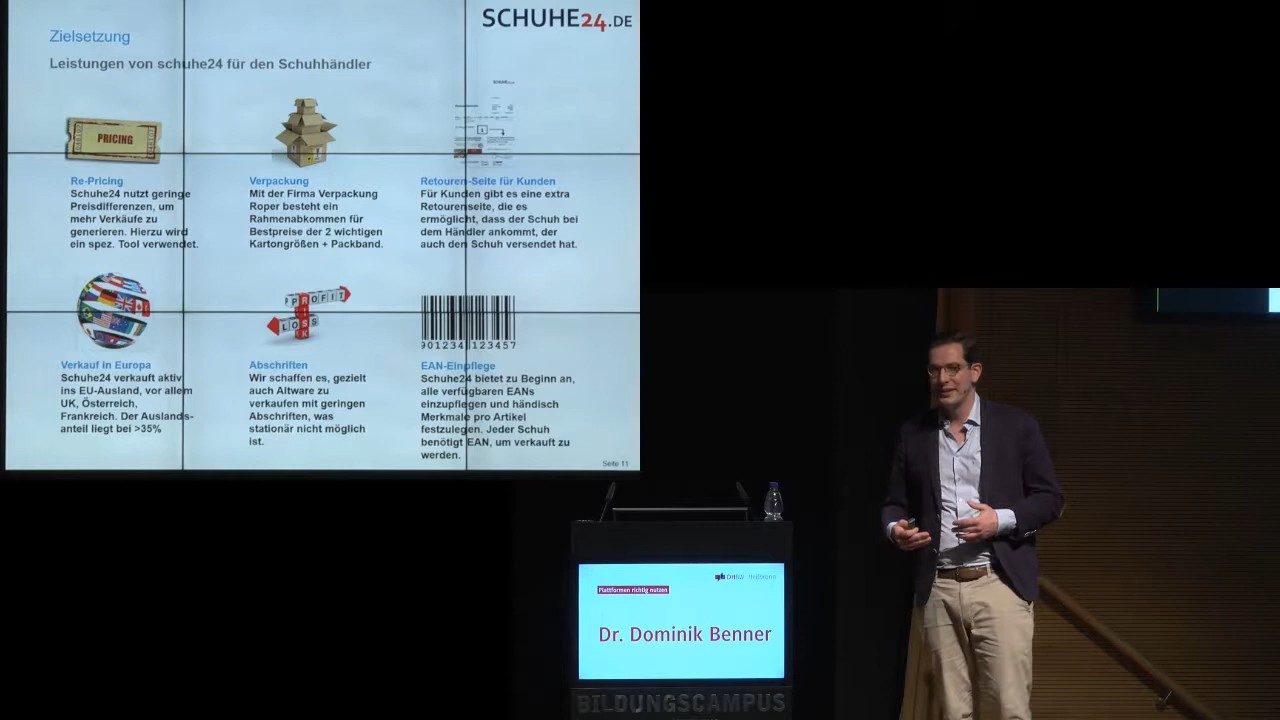 SCHUHE24.DE
Zielsetzung
Leistungen von schuhe24 für den Schuhhändler
PRICING
Re-Pricing
Schuhe24 nutzt geringe
Preisdifferenzen, um
mehr Verkäufe zu
generieren. Hierzu wird
ein spez. Tool verwendet.
Verpackung
Mit der Firma Verpackung
Roper besteht ein
Rahmenabkommen für
Bestpreise der 2 wichtigen
Kartongrößen + Packband.
SCHUHE24.DE
Retouren-Seite für Kunden
Für Kunden gibt es eine extra
Retourenseite, die es
ermöglicht, dass der Schuh bei
dem Händler ankommt, der
auch den Schuh versendet hat.
Verkauf in Europa
Schuhe24 verkauft aktiv
ins EU-Ausland, vor allem
UK, Österreich,
Frankreich. Der Auslands-
anteil liegt bei >35%
PROFIT
RISK
LOSS
Abschriften
Wir schaffen es, gezielt
auch Altware zu
verkaufen mit geringen
Abschriften, was
stationär nicht möglich
ist.
901234 123457
EAN-Einpflege
Schuhe24 bietet zu Beginn an,
alle verfügbaren EANs
einzupflegen und händisch
Merkmale pro Artikel
festzulegen. Jeder Schuh
benötigt EAN, um verkauft zu
werden.
Seite 11
DHBW Heilbronn
Plattformen richtig nutzen
Dr. Dominik Benner
BILDUNGSCAMPUS